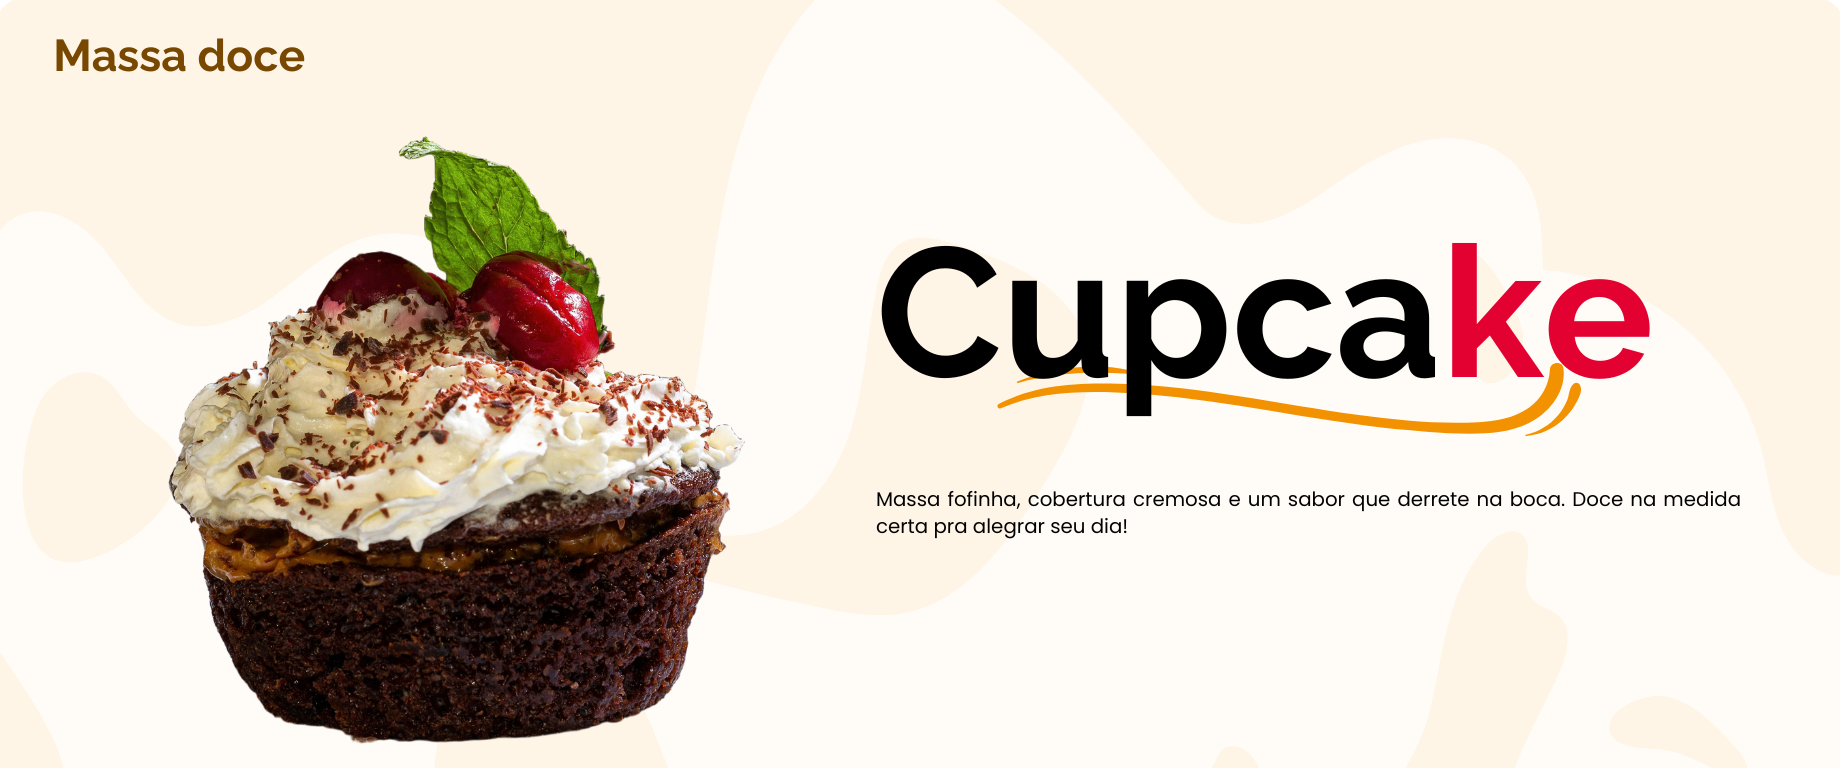 Massa doce
Cupcake
Massa fofinha, cobertura cremosa e um sabor que derrete na boca. Doce na medida
certa pra alegrar seu dia!